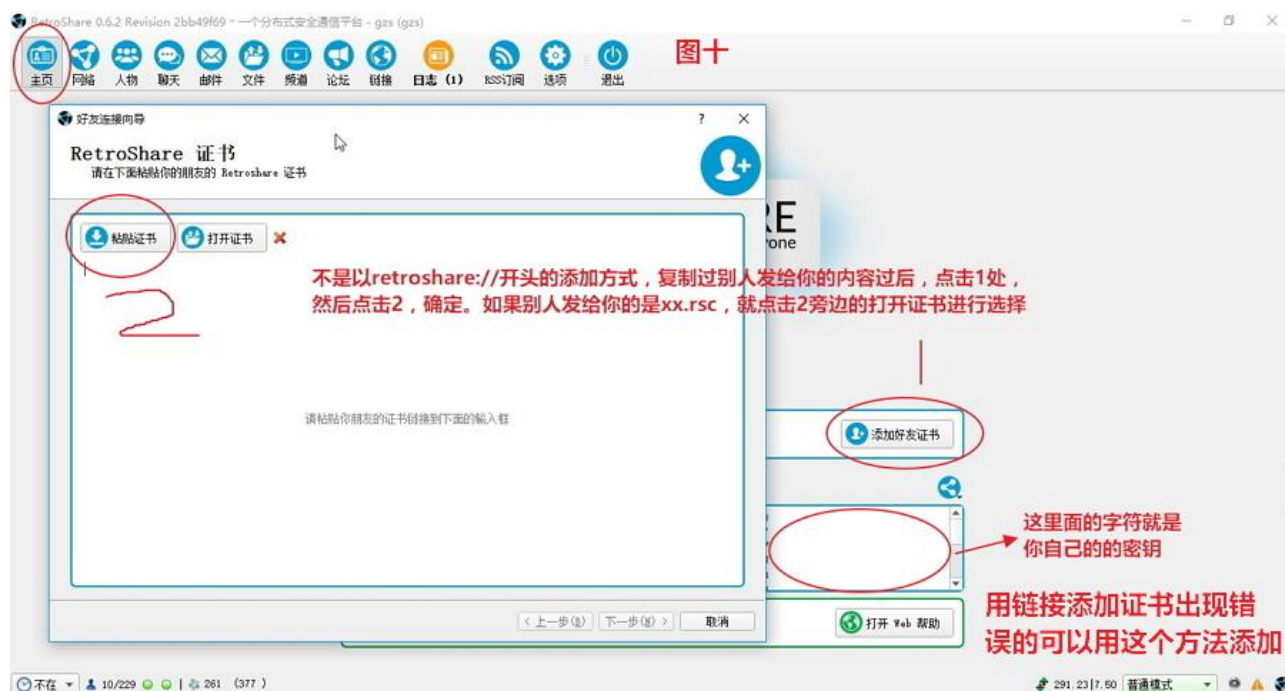 RetroShare 0.6.2 Revision 2bb49f69 - 一个分布式安全通信平台 - gzs (gzs)
图十
主页 网络 人物 聊天 邮件 文件 频道 论坛 链接 日志 (1) RSS订阅 选项 退出
好友连接向导 ?
RetroShare 证书
请在下面粘贴你的朋友的 Retroshare 证书
RE
one
粘贴证书 打开证书
不是以retroshare://开头的添加方式，复制过别人发给你的内容过后，点击1处，
然后点击2，确定。如果别人发给你的是xx.rsc，就点击2旁边的打开证书进行选择
2
1
请粘贴你朋友的证书链接到下面的输入框
添加好友证书
这里面的字符就是
你自己的的密钥
用链接添加证书出现错
误的可以用这个方法添加
<上一步(B) 下一步(N)> 取消
打开 Web 帮助
不在 10/229 | 261 (377 )
291.23|7.50 普通模式